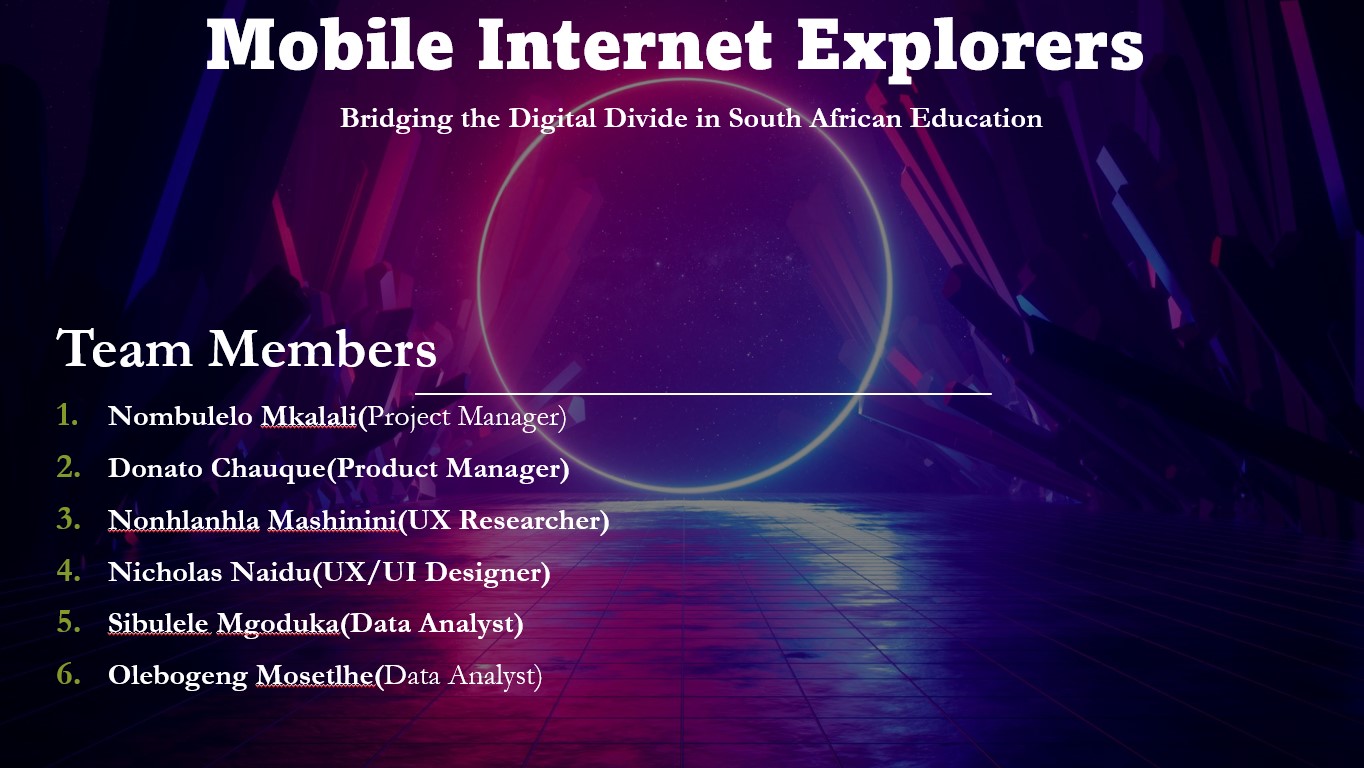 Mobile Internet Explorers
Bridging the Digital Divide in South African Education
Team Members
1. Nombulelo Mkalali(Project Manager)
2. Donato Chauque(Product Manager)
3. Nonhlanhla Mashinini(UX Researcher)
4. Nicholas Naidu(UX/UI Designer)
5. Sibulele Mgoduka(Data Analyst)
6. Olebogeng Mosetlhe(Data Analyst)